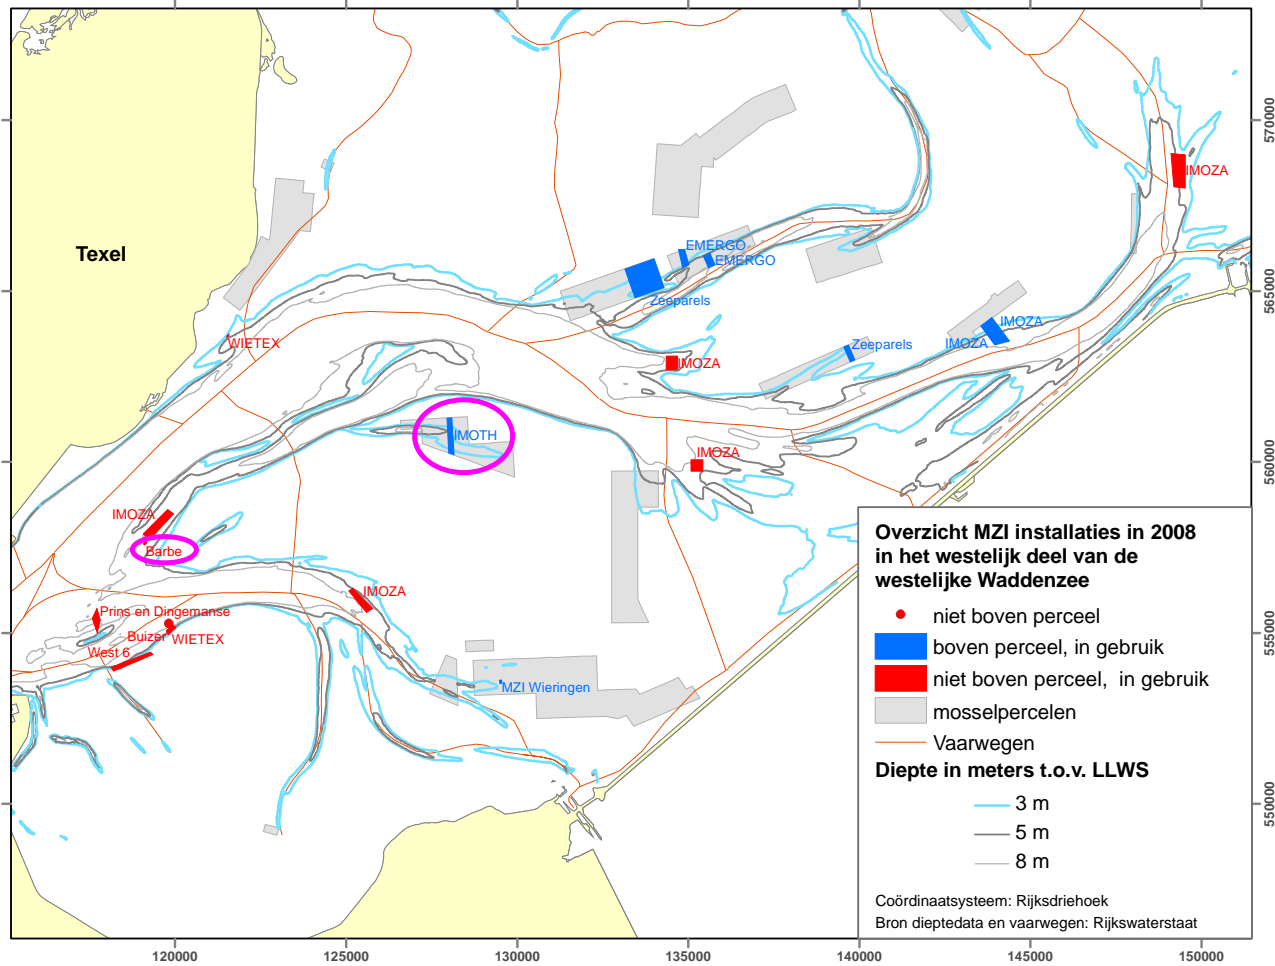 Texel
EMERGO
EMERGO
Zeeparels
IMOZA
WIETEX
IMOZA
IMOZA
IMOZA
Zeeparels
IMOTH
IMOZA
IMOZA
Barbe
IMOZA
Prins en Dingemanse
Buizer
WIETEX
West 6
MZI Wieringen
Overzicht MZI installaties in 2008
in het westelijk deel van de
westelijke Waddenzee
niet boven perceel
boven perceel, in gebruik
niet boven perceel, in gebruik
mosselpercelen
Vaarwegen
Diepte in meters t.o.v. LLWS
3 m
5 m
8 m
Coördinaatsysteem: Rijksdriehoek
Bron dieptedata en vaarwegen: Rijkswaterstaat
570000
565000
560000
555000
550000
120000
125000
130000
135000
140000
145000
150000